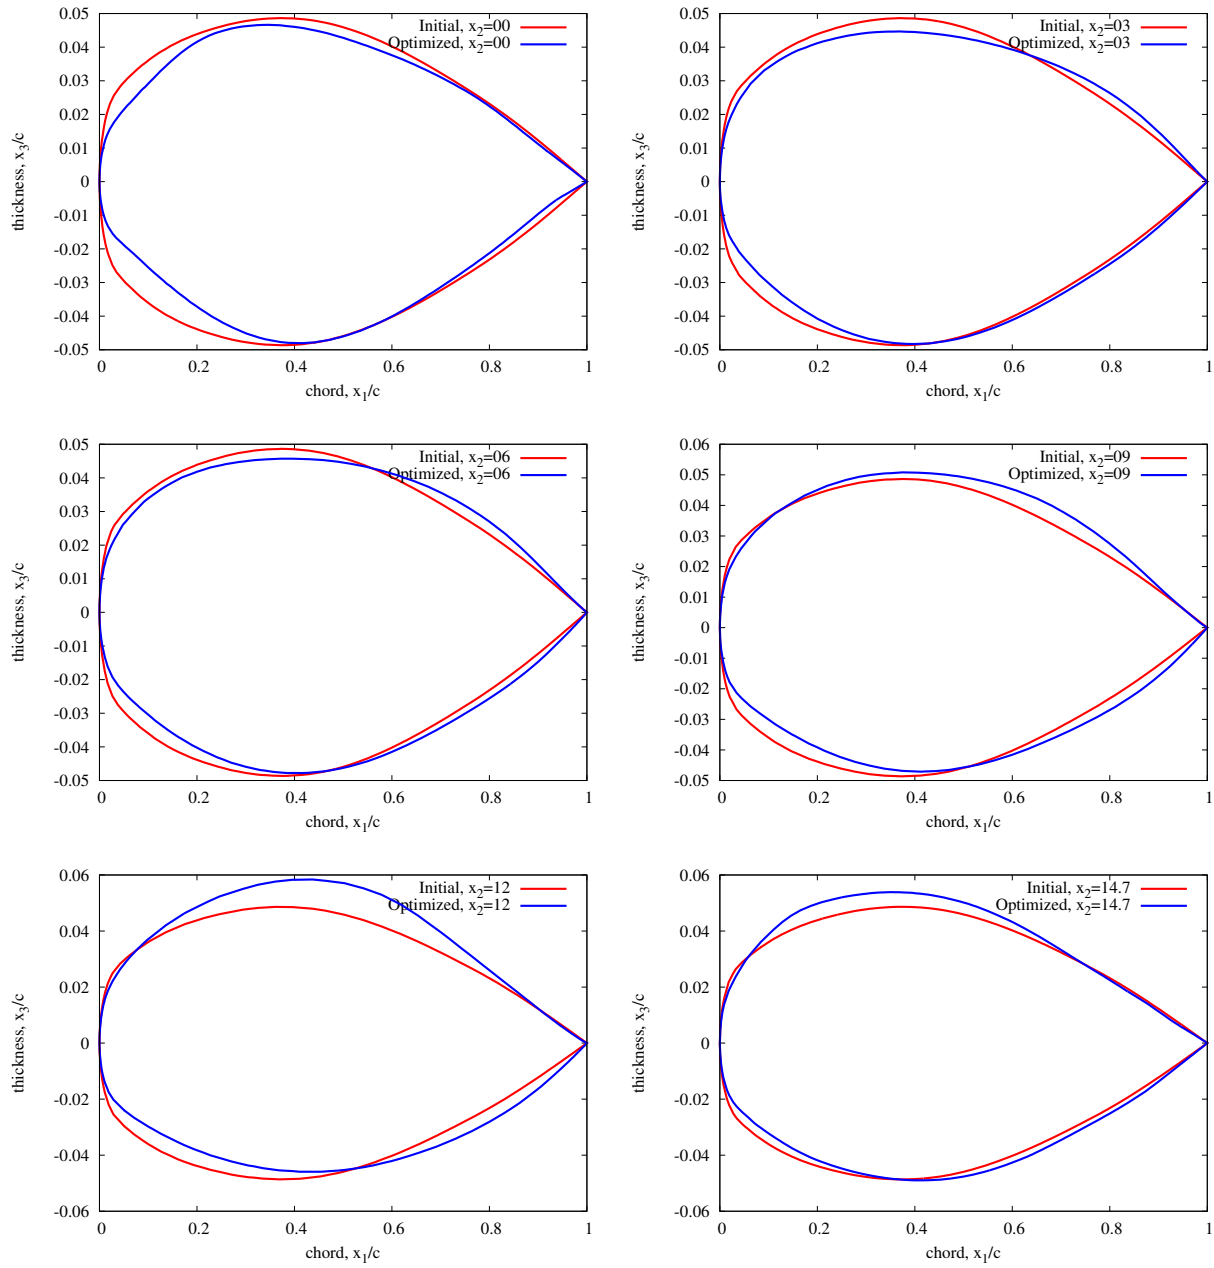 0.05
0.04
0.03
0.02
0.01
0
-0.01
-0.02
-0.03
-0.04
-0.05
0 0.2 0.4 0.6 0.8 1
thickness, x3/c
chord, x1/c
Initial, x2=00
Optimized, x2=00
0.05
0.04
0.03
0.02
0.01
0
-0.01
-0.02
-0.03
-0.04
-0.05
0 0.2 0.4 0.6 0.8 1
thickness, x3/c
chord, x1/c
Initial, x2=03
Optimized, x2=03
0.05
0.04
0.03
0.02
0.01
0
-0.01
-0.02
-0.03
-0.04
-0.05
0 0.2 0.4 0.6 0.8 1
thickness, x3/c
chord, x1/c
Initial, x2=06
Optimized, x2=06
0.06
0.05
0.04
0.03
0.02
0.01
0
-0.01
-0.02
-0.03
-0.04
-0.05
0 0.2 0.4 0.6 0.8 1
thickness, x3/c
chord, x1/c
Initial, x2=09
Optimized, x2=09
0.06
0.04
0.02
0
-0.02
-0.04
-0.06
0 0.2 0.4 0.6 0.8 1
thickness, x3/c
chord, x1/c
Initial, x2=12
Optimized, x2=12
0.06
0.04
0.02
0
-0.02
-0.04
-0.06
0 0.2 0.4 0.6 0.8 1
thickness, x3/c
chord, x1/c
Initial, x2=14.7
Optimized, x2=14.7